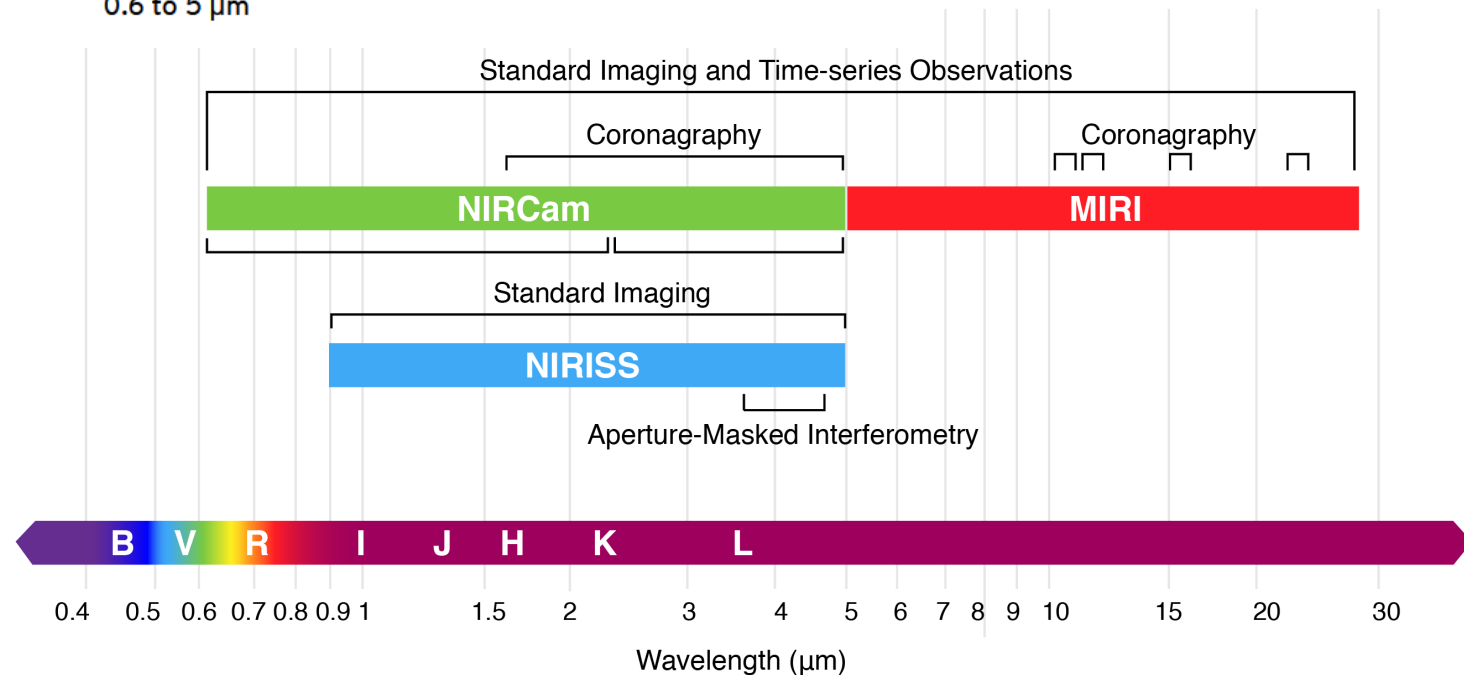 0.6 to 5 µm
Standard Imaging and Time-series Observations
Coronagraphy
Coronagraphy
NIRCam
MIRI
Standard Imaging
NIRISS
Aperture-Masked Interferometry
B V R I J H K L
0.4 0.5 0.6 0.7 0.8 0.9 1 1.5 2 3 4 5 6 7 8 9 10 15 20 30
Wavelength (µm)